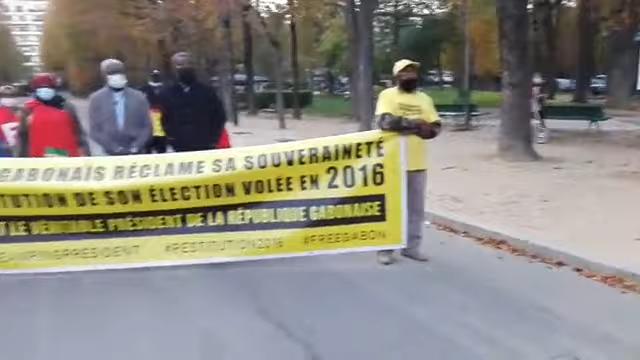 GABONAIS RÉCLAME SA SOUVERAINETÉ
TUTION DE SON ÉLECTION VOLÉE EN 2016
LE VÉRITABLE PRÉSIDENT DE LA RÉPUBLIQUE GABONAISE
#RESTITUTION2016 #FREEGABON